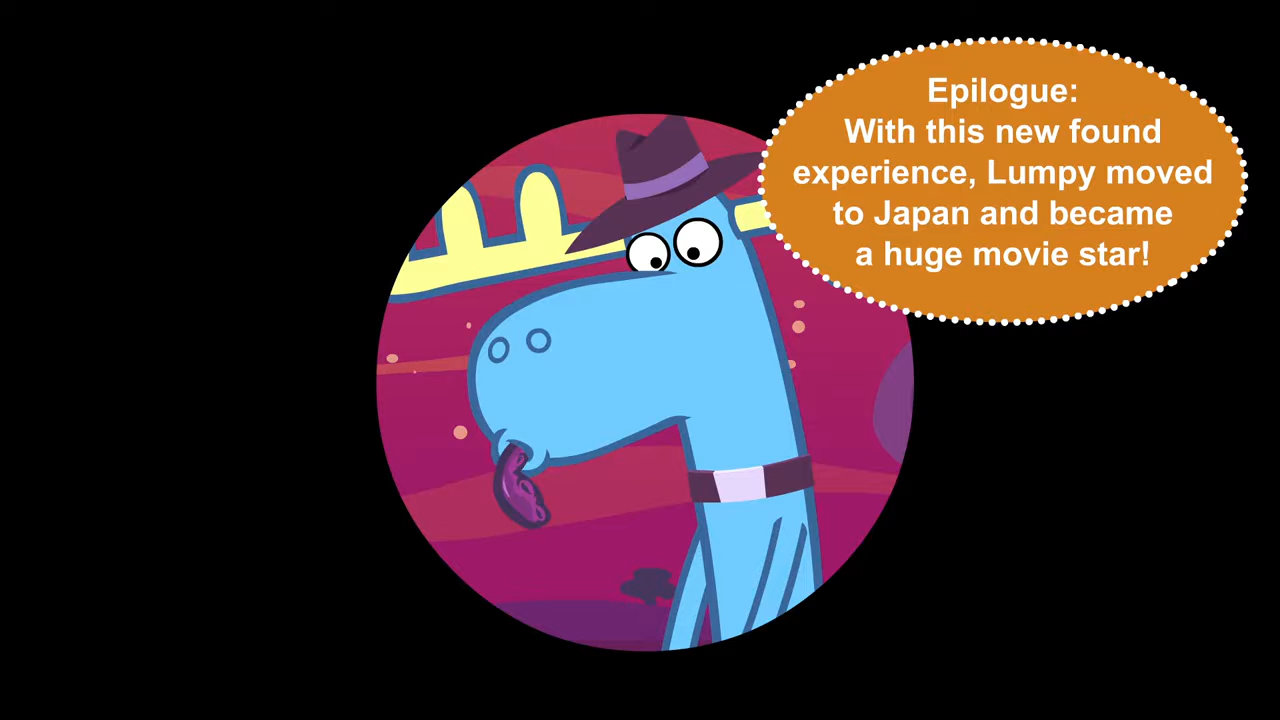 Epilogue:
With this new found
experience, Lumpy moved
to Japan and became
a huge movie star!